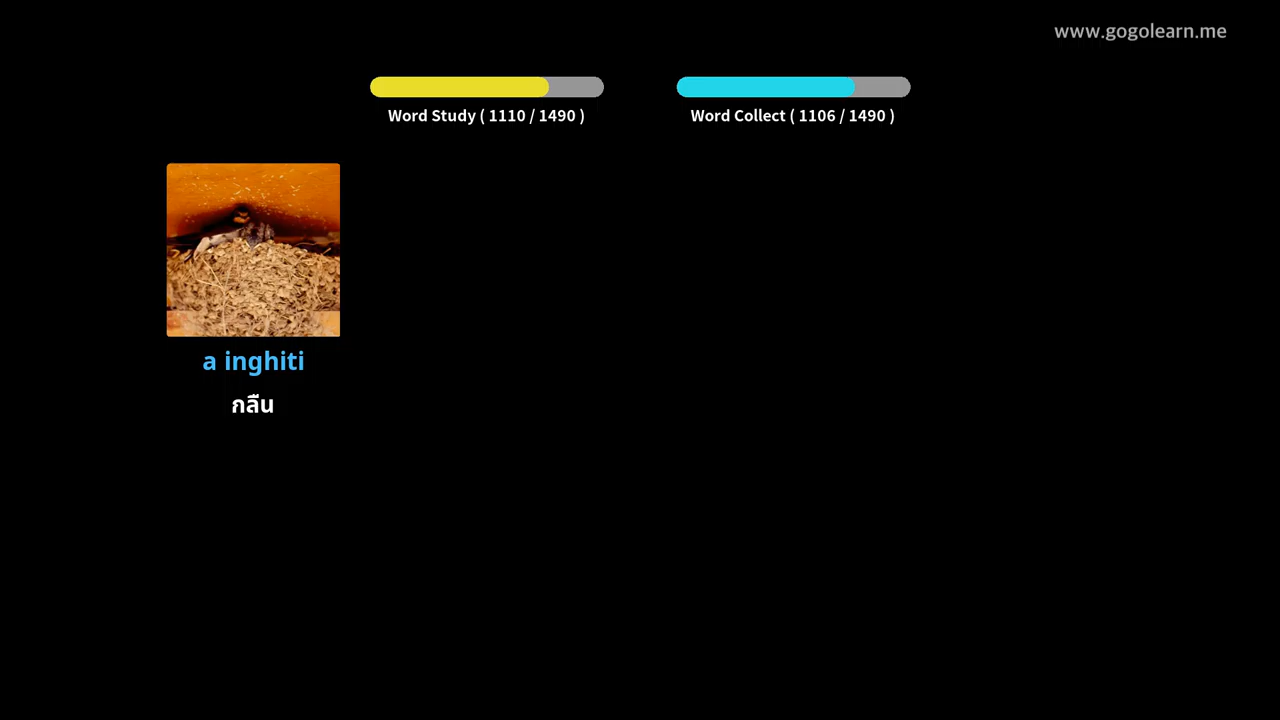 www.gogolearn.me
Word Study ( 1110 / 1490 )
Word Collect ( 1106 / 1490 )
a inghiti
กลืน